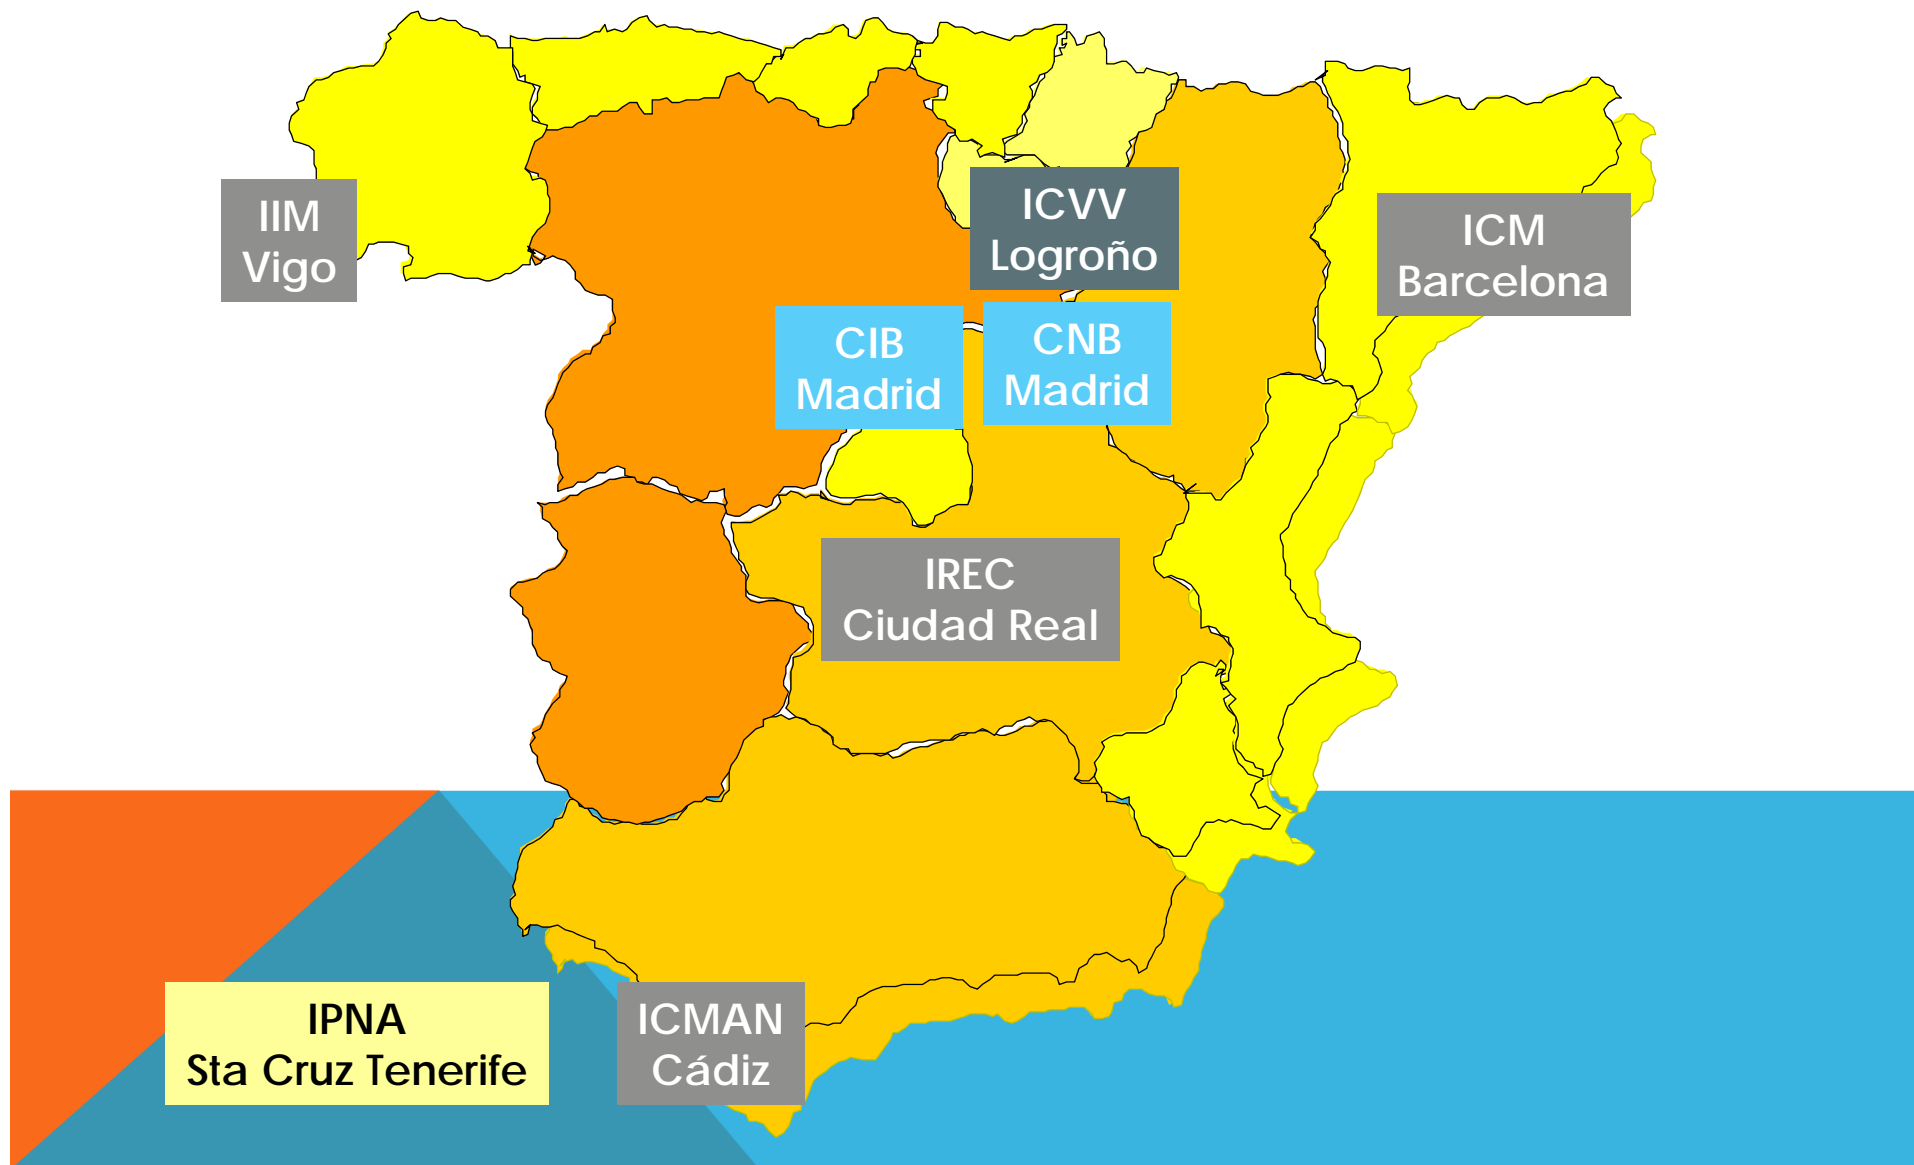 IIM
Vigo
ICVV
Logroño
ICM
Barcelona
CIB
Madrid
CNB
Madrid
IREC
Ciudad Real
IPNA
Sta Cruz Tenerife
ICMAN
Cádiz